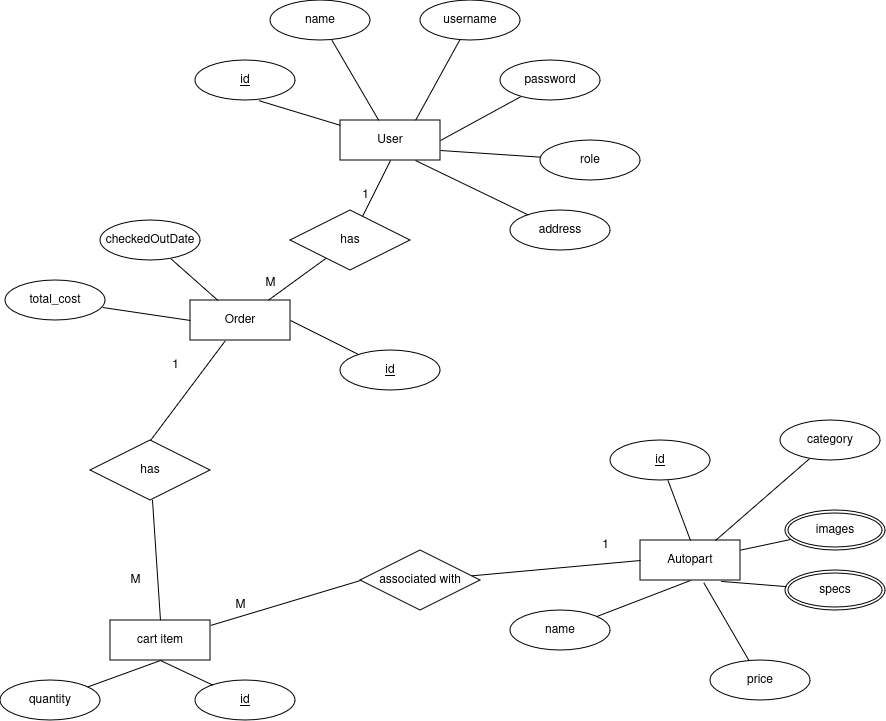 name
username
id
password
User
role
1
address
checkedOutDate
has
M
total_cost
Order
1
id
category
id
has
images
1
Autopart
M
associated with
specs
M
name
cart item
price
quantity
id